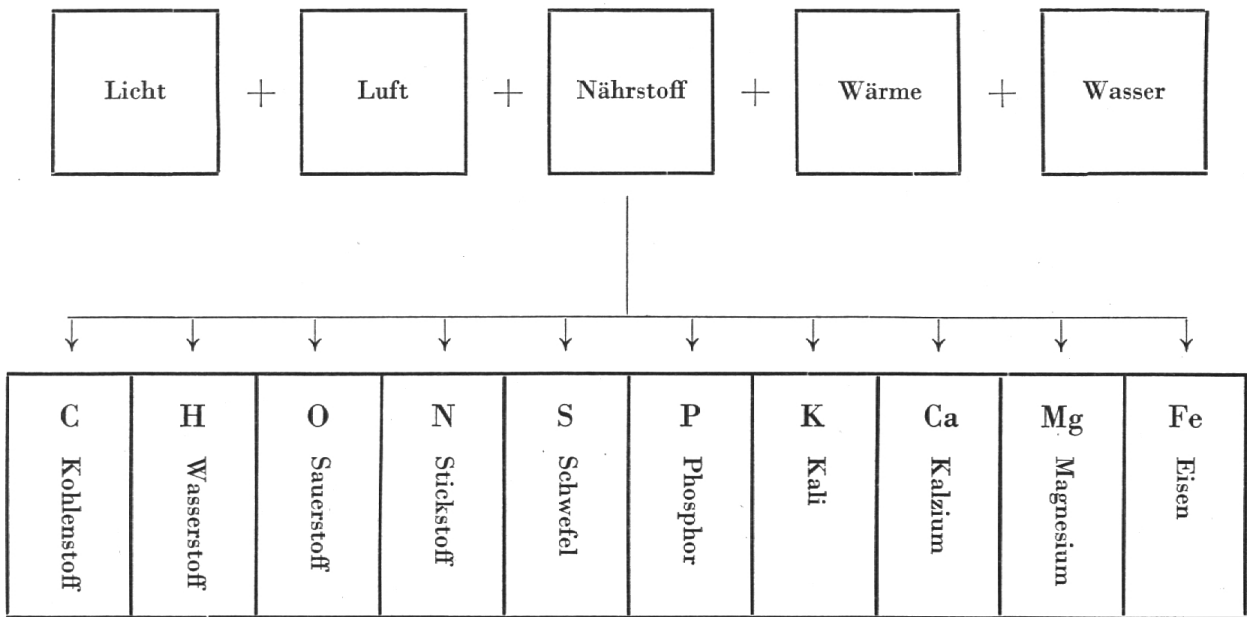 Licht + Luft + Nährstoff + Wärme + Wasser
C H O N S P K Ca Mg Fe
Kohlenstoff
Wasserstoff
Sauerstoff
Stickstoff
Schwefel
Phosphor
Kali
Kalzium
Magnesium
Eisen